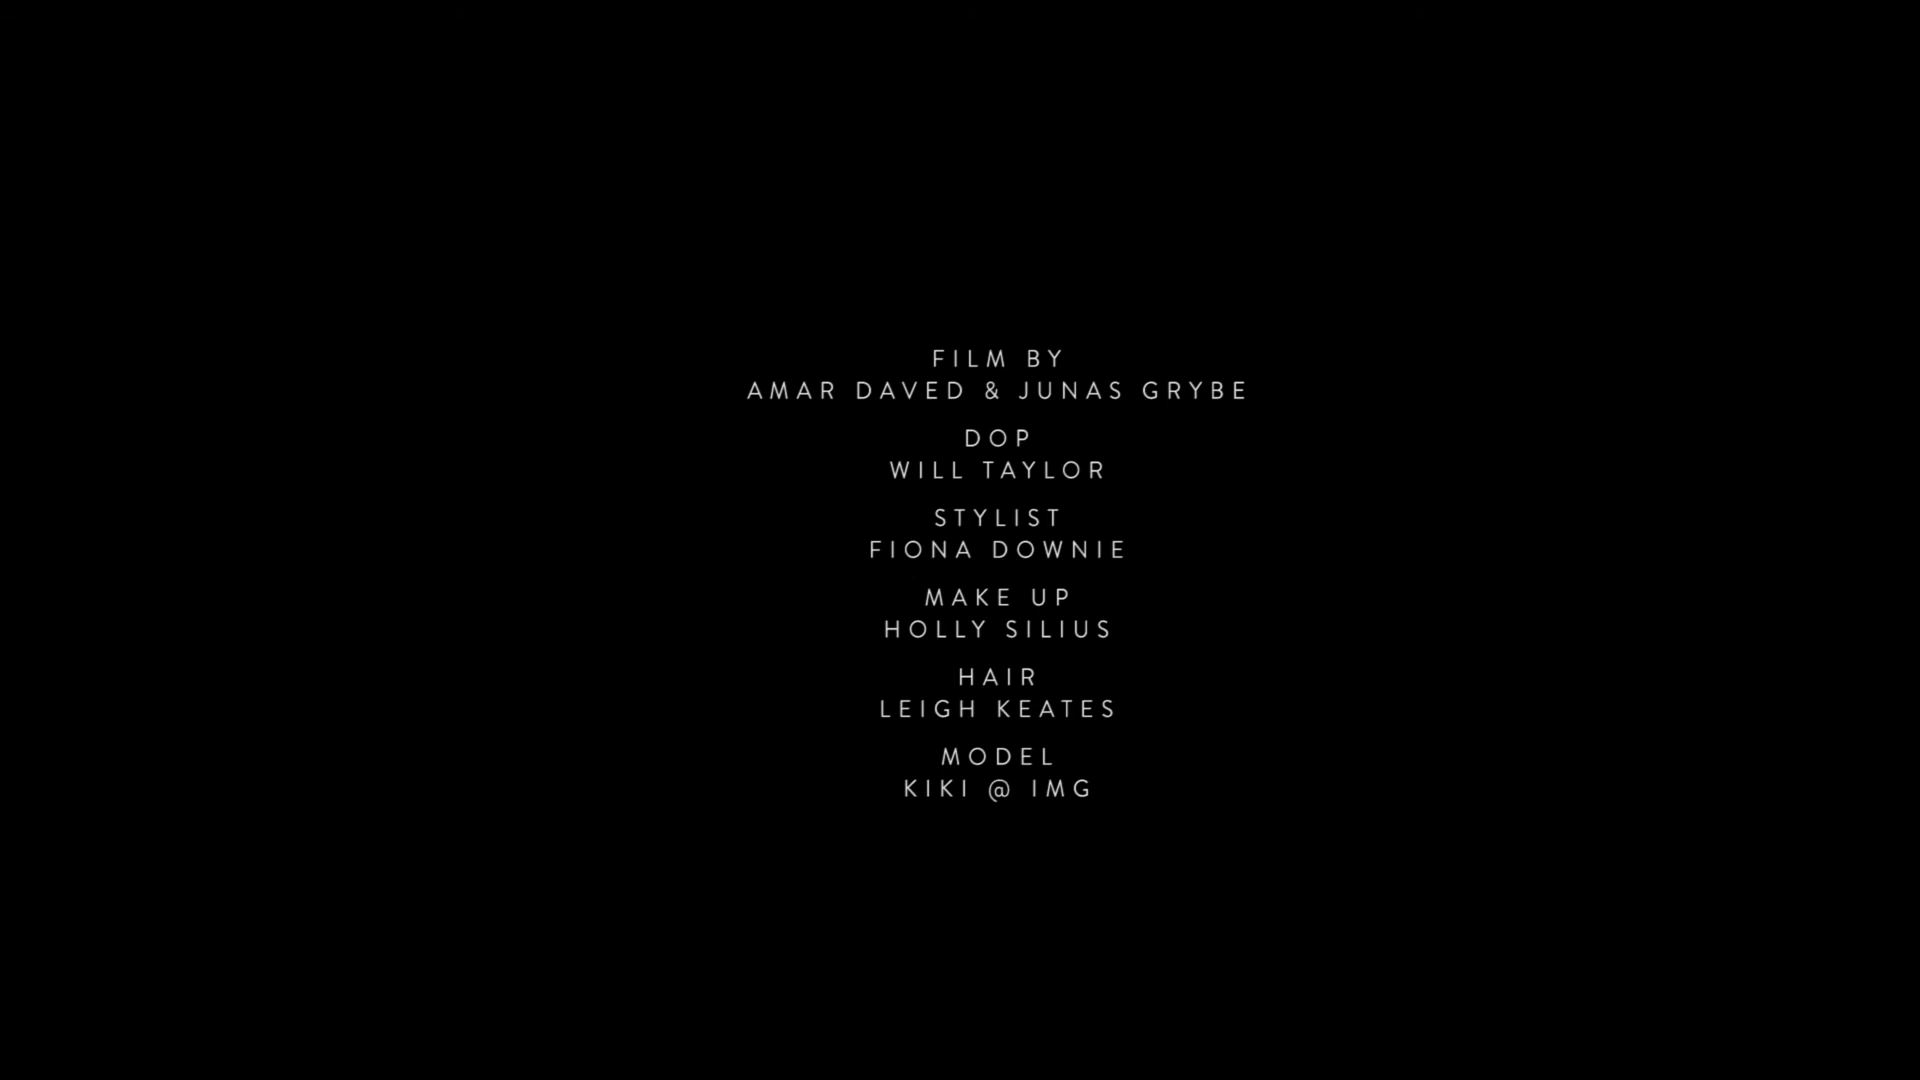 FILM BY
AMAR DAVED & JUNAS GRYBE
DOP
WILL TAYLOR
STYLIST
FIONA DOWNIE
MAKE UP
HOLLY SILIUS
HAIR
LEIGH KEATES
MODEL
KIKI @ IMG